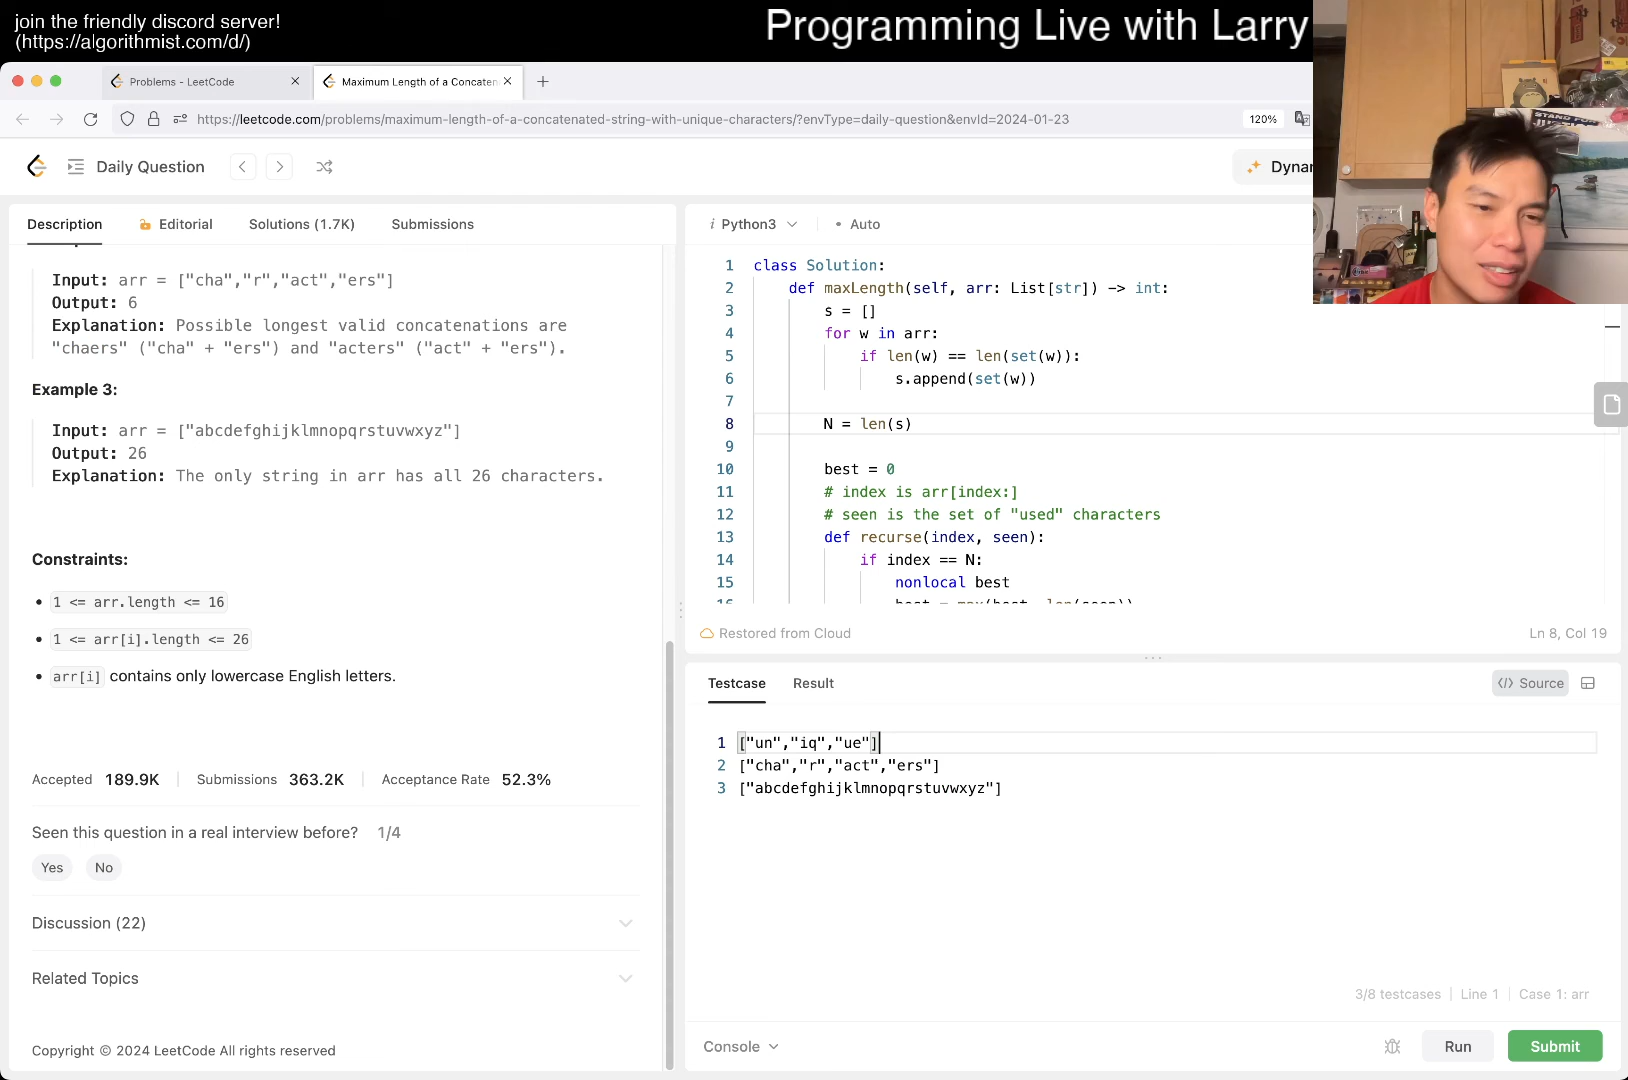 join the friendly discord server!
(https://algorithmist.com/d/)
Programming Live with Larry
Problems - LeetCode
Maximum Length of a Concaten
https://leetcode.com/problems/maximum-length-of-a-concatenated-string-with-unique-characters/?envType=daily-question&envId=2024-01-23
120%
Daily Question
Dynar
Description
Editorial
Solutions (1.7K)
Submissions
Input: arr = ["cha","r","act","ers"]
Output: 6
Explanation: Possible longest valid concatenations are
"chaers" ("cha" + "ers") and "acters" ("act" + "ers").
Example 3:
Input: arr = ["abcdefghijklmnopqrstuvwxyz"]
Output: 26
Explanation: The only string in arr has all 26 characters.
Constraints:
• 1 <= arr.length <= 16
• 1 <= arr[i].length <= 26
• arr[i] contains only lowercase English letters.
Accepted 189.9K | Submissions 363.2K | Acceptance Rate 52.3%
Seen this question in a real interview before? 1/4
Yes No
Discussion (22)
Related Topics
Copyright © 2024 LeetCode All rights reserved
i Python3
• Auto
1 class Solution:
2 def maxLength(self, arr: List[str]) -> int:
3 s = []
4 for w in arr:
5 if len(w) == len(set(w)):
6 s.append(set(w))
7
8 N = len(s)
9
10 best = 0
11 # index is arr[index:]
12 # seen is the set of "used" characters
13 def recurse(index, seen):
14 if index == N:
15 nonlocal best
16 best = max(best, len(seen))
Restored from Cloud
Ln 8, Col 19
Testcase
Result
</> Source
1 ["un","iq","ue"]
2 ["cha","r","act","ers"]
3 ["abcdefghijklmnopqrstuvwxyz"]
3/8 testcases | Line 1 | Case 1: arr
Console
Run
Submit